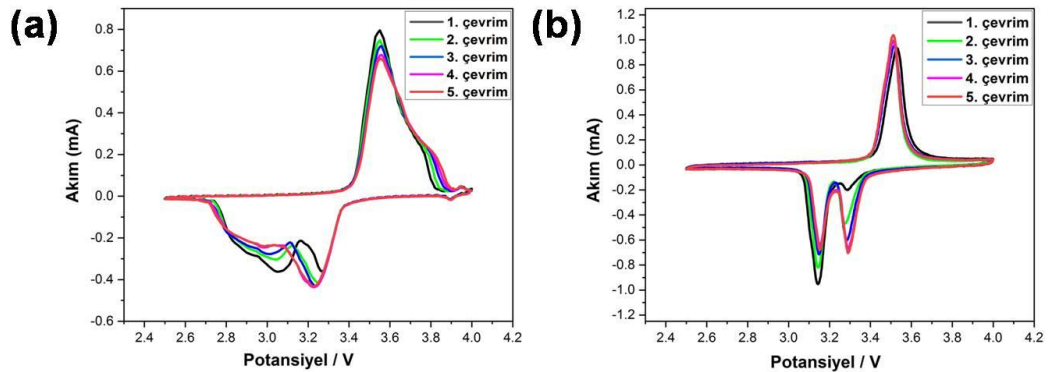 (a)
Akım (mA)
0.8
0.6
0.4
0.2
0.0
-0.2
-0.4
-0.6
2.4 2.6 2.8 3.0 3.2 3.4 3.6 3.8 4.0 4.2
Potansiyel / V
1. çevrim
2. çevrim
3. çevrim
4. çevrim
5. çevrim
(b)
Akım (mA)
1.2
1.0
0.8
0.6
0.4
0.2
0.0
-0.2
-0.4
-0.6
-0.8
-1.0
-1.2
2.4 2.6 2.8 3.0 3.2 3.4 3.6 3.8 4.0 4.2
Potansiyel / V
1. çevrim
2. çevrim
3. çevrim
4. çevrim
5. çevrim